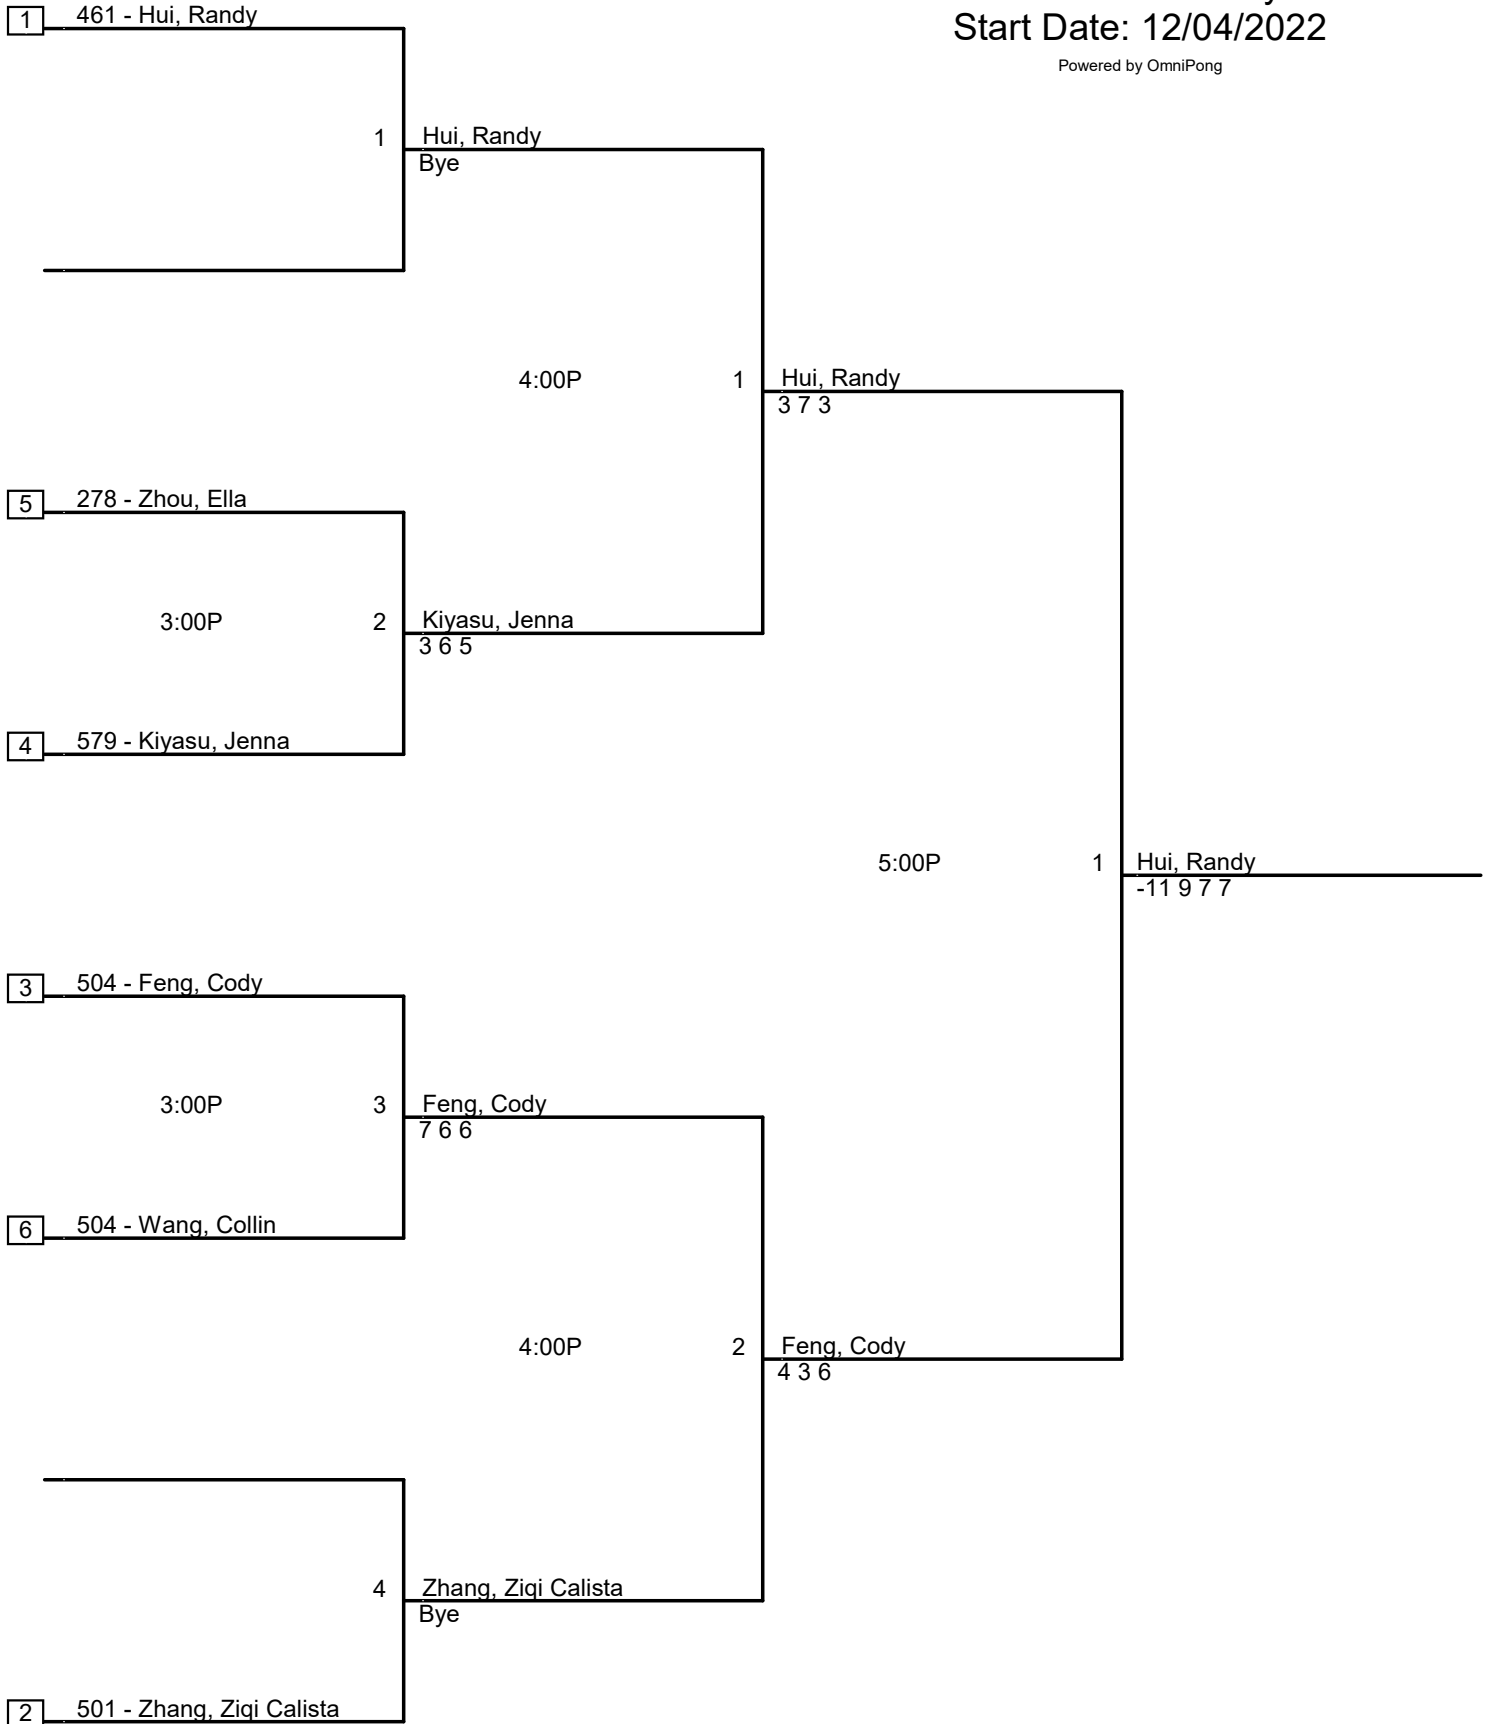 1 461 - Hui, Randy
Start Date: 12/04/2022
Powered by OmniPong
1 Hui, Randy
Bye
4:00P 1 Hui, Randy
3 7 3
5 278 - Zhou, Ella
3:00P 2 Kiyasu, Jenna
3 6 5
4 579 - Kiyasu, Jenna
5:00P 1 Hui, Randy
-11 9 7 7
3 504 - Feng, Cody
3:00P 3 Feng, Cody
7 6 6
6 504 - Wang, Collin
4:00P 2 Feng, Cody
4 3 6
4 Zhang, Ziqi Calista
Bye
2 501 - Zhang, Ziqi Calista